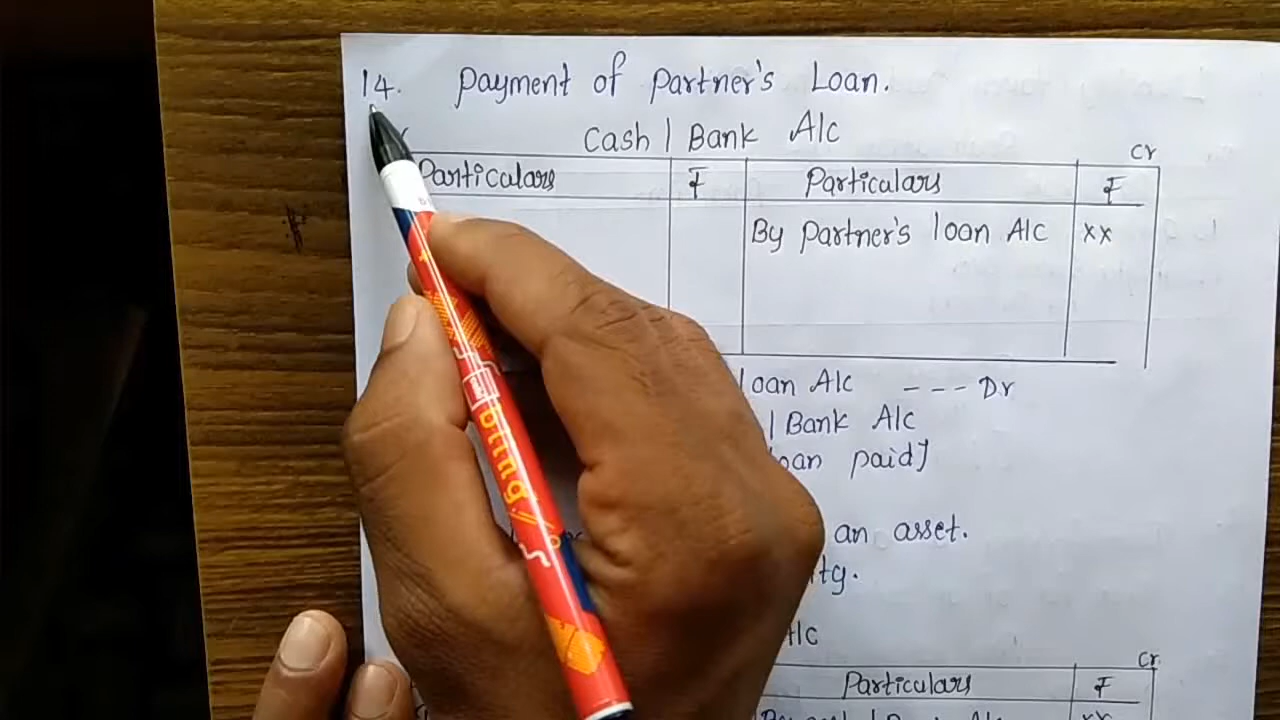 14. Payment of Partner's Loan.
Cash | Bank A/c
Cr
Particulars ₹ Particulars ₹
By Partner's loan A/c xx
loan A/c --- Dr
| Bank A/c
loan paid]
an asset.
A/c
Cr
Particulars ₹
bling